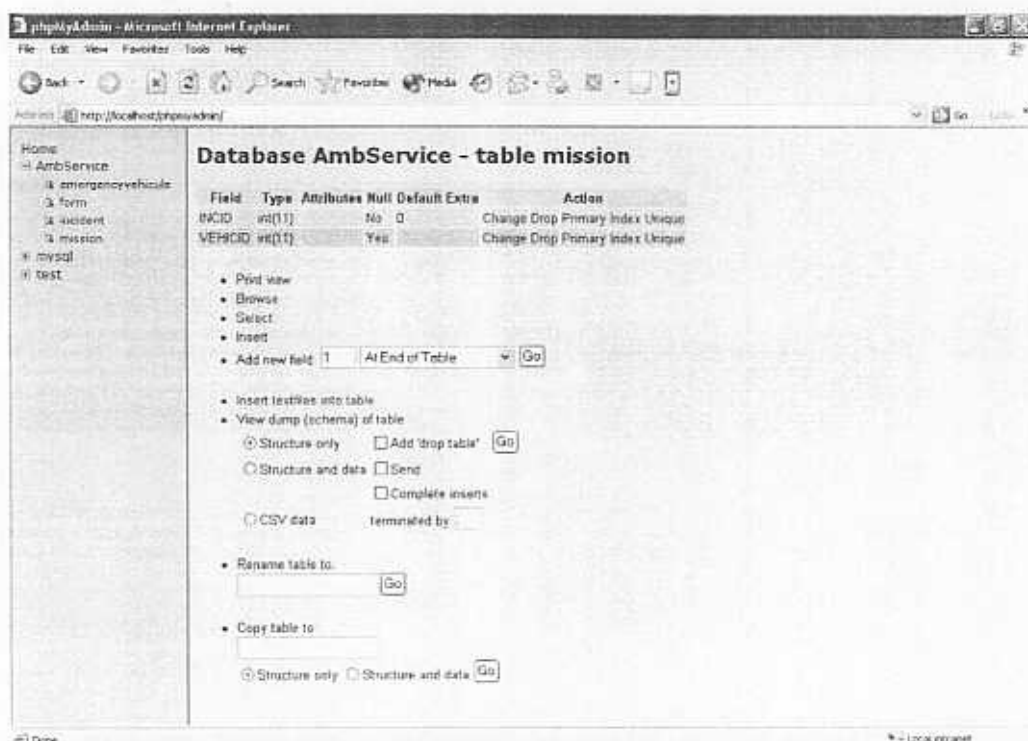 phpMyAdmin - Microsoft Internet Explorer
File Edit View Favorites Tools Help
Back Search Favorites Media
http://localhost/phpmyadmin/ Go
Home
AmbService
emergencyvehicule
form
incident
mission
mysql
test
Database AmbService - table mission
Field Type Attributes Null Default Extra Action
INCID int(11) No 0 Change Drop Primary Index Unique
VEHICID int(11) Yes Change Drop Primary Index Unique
Print view
Browse
Select
Insert
Add new field 1 At End of Table Go
Insert textfiles into table
View dump (schema) of table
Structure only Add 'drop table' Go
Structure and data Send
Complete inserts
CSV data terminated by
Rename table to
Go
Copy table to
Structure only Structure and data Go
Done Local intranet